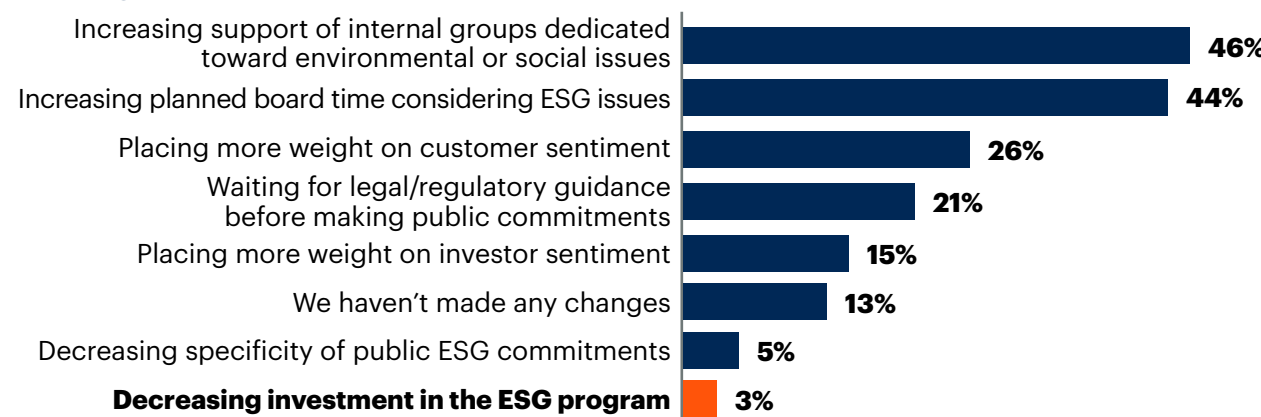 Increasing support of internal groups dedicated
toward environmental or social issues
46%
Increasing planned board time considering ESG issues
44%
Placing more weight on customer sentiment
26%
Waiting for legal/regulatory guidance
before making public commitments
21%
Placing more weight on investor sentiment
15%
We haven’t made any changes
13%
Decreasing specificity of public ESG commitments
5%
Decreasing investment in the ESG program
3%